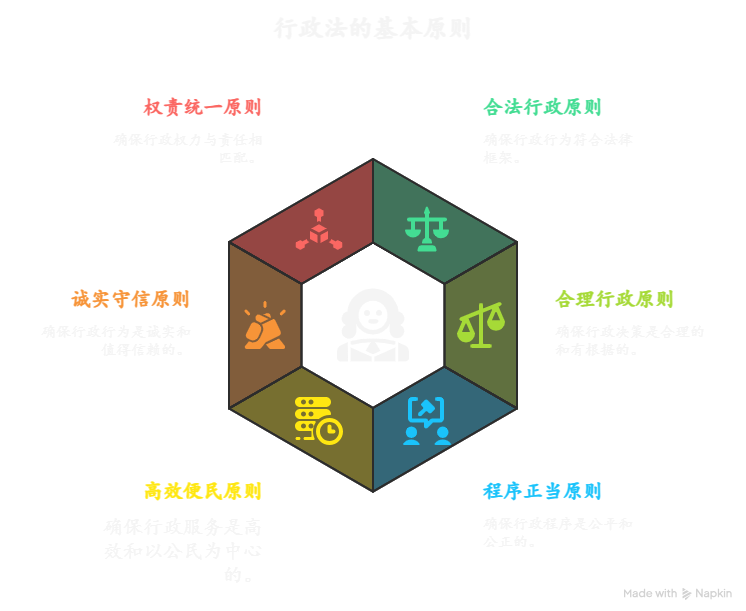 行政法的基本原则
权责统一原则
确保行政权力与责任相
匹配。
合法行政原则
确保行政行为符合法律
框架。
诚实守信原则
确保行政行为是诚实和
值得信赖的。
合理行政原则
确保行政决策是合理的
和有根据的。
高效便民原则
确保行政服务是高
效和以公民为中心
的。
程序正当原则
确保行政程序是公平和
公正的。
Made with Napkin